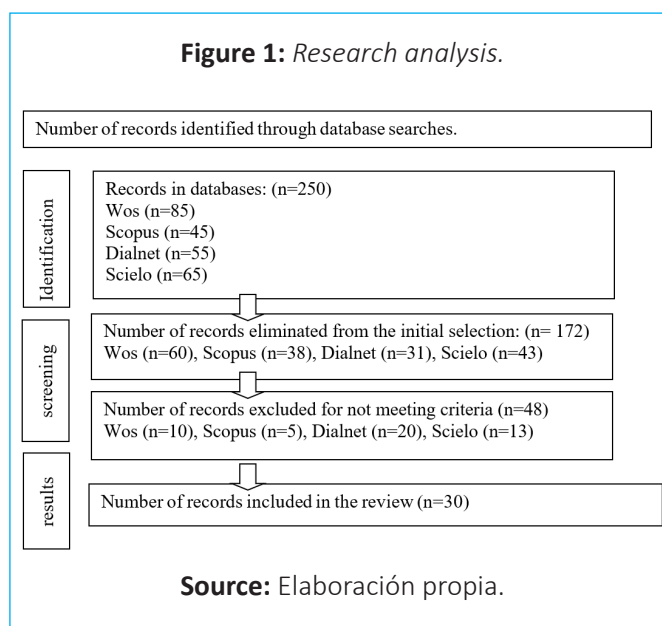 Figure 1: Research analysis.
Number of records identified through database searches.
Identification
Records in databases: (n=250)
Wos (n=85)
Scopus (n=45)
Dialnet (n=55)
Scielo (n=65)
screening
Number of records eliminated from the initial selection: (n= 172)
Wos (n=60), Scopus (n=38), Dialnet (n=31), Scielo (n=43)
Number of records excluded for not meeting criteria (n=48)
Wos (n=10), Scopus (n=5), Dialnet (n=20), Scielo (n=13)
results
Number of records included in the review (n=30)
Source: Elaboración propia.